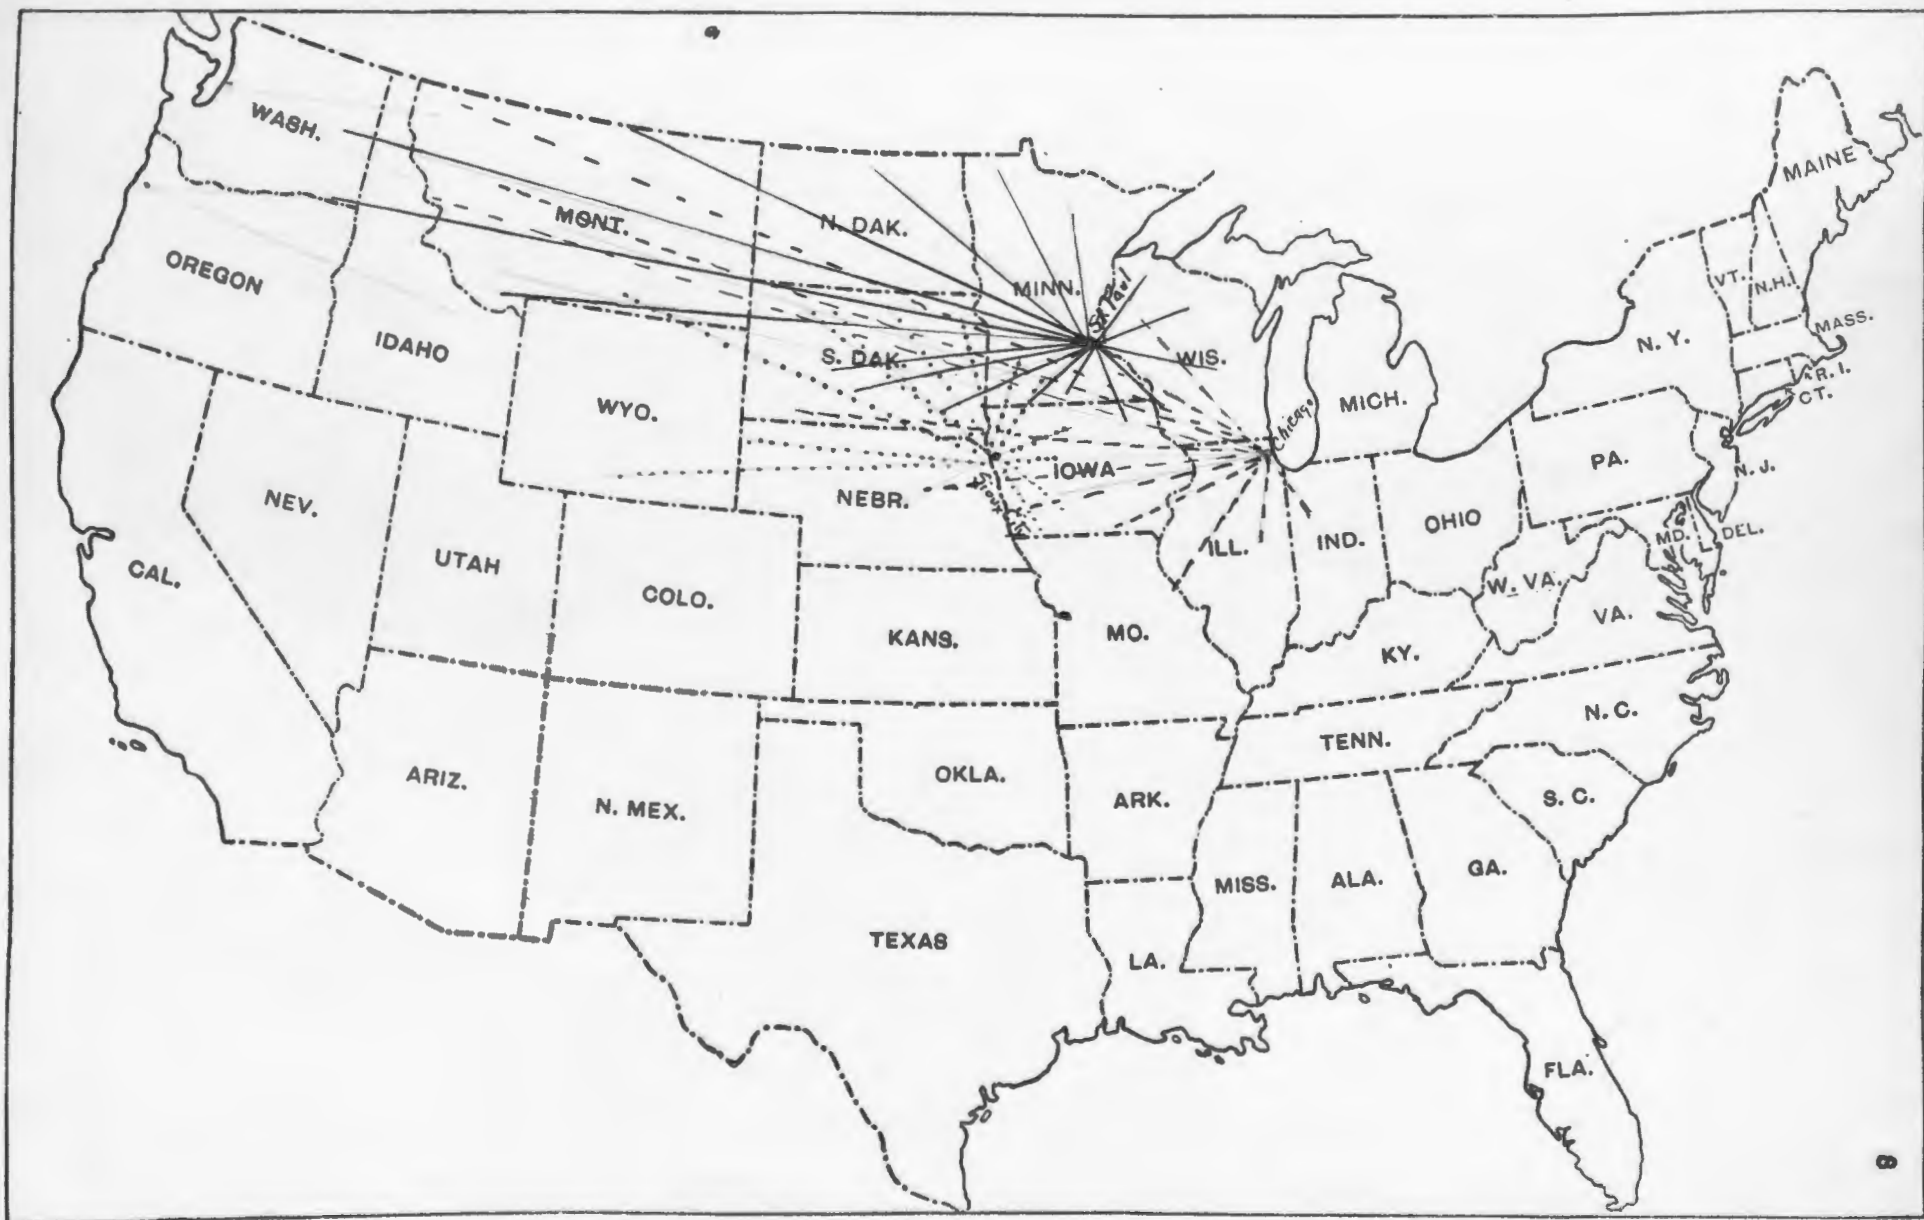 WASH.
MONT.
N. DAK.
MINN.
St Paul
OREGON
IDAHO
S. DAK.
WIS.
WYO.
MICH.
Chicago
MAINE
VT.
N.H.
MASS.
N. Y.
R. I.
CT.
NEV.
NEBR.
IOWA
PA.
N. J.
CAL.
UTAH
COLO.
ILL.
IND.
OHIO
MD.
DEL.
W. VA.
VA.
KANS.
MO.
KY.
N. C.
TENN.
ARIZ.
N. MEX.
OKLA.
ARK.
S. C.
MISS.
ALA.
GA.
TEXAS
LA.
FLA.
8